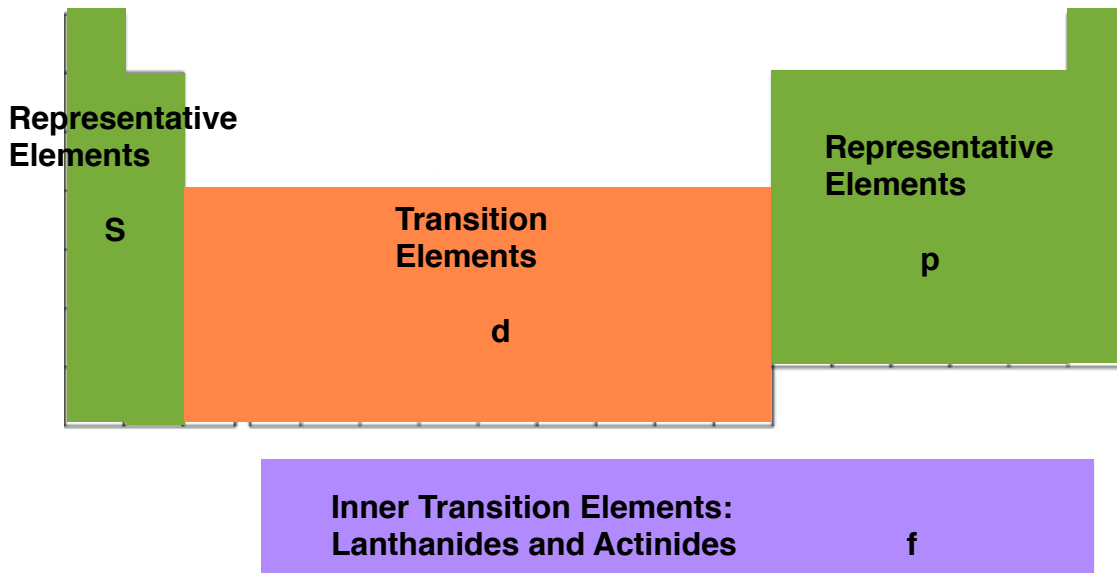 Representative
Elements
S
Transition
Elements
d
Representative
Elements
p
Inner Transition Elements:
Lanthanides and Actinides f